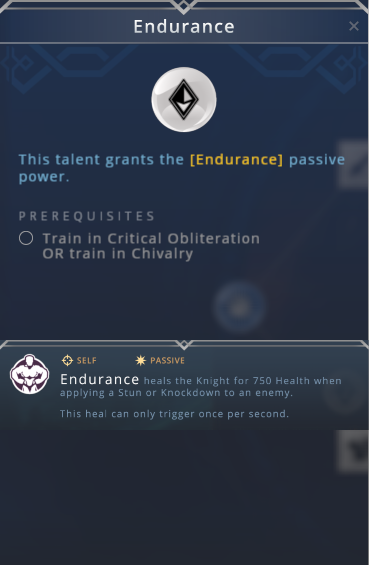 Endurance
This talent grants the [Endurance] passive
power.
PREREQUISITES
Train in Critical Obliteration
OR train in Chivalry
SELF PASSIVE
Endurance heals the Knight for 750 Health when
applying a Stun or Knockdown to an enemy.
This heal can only trigger once per second.